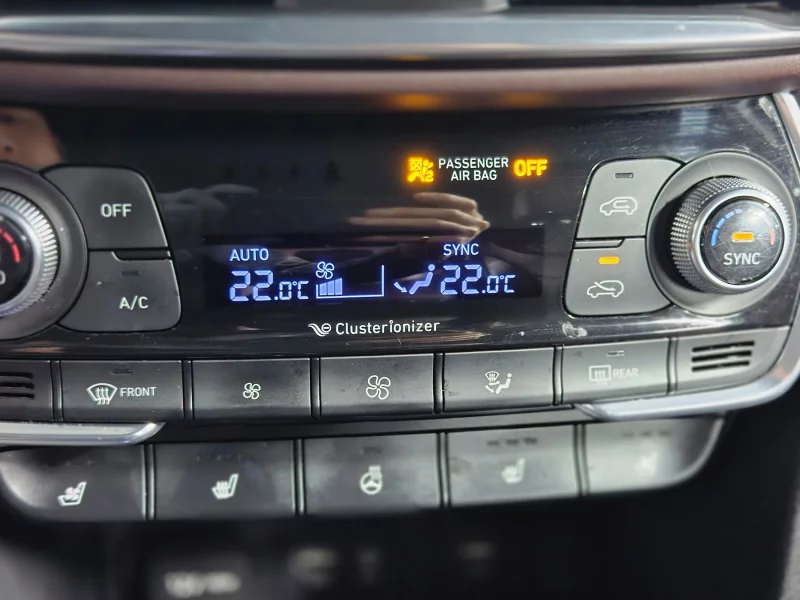 PASSENGER
AIR BAG OFF
OFF
AUTO
SYNC
22.0°C
22.0°C
A/C
SYNC
Clusterionizer
FRONT
REAR